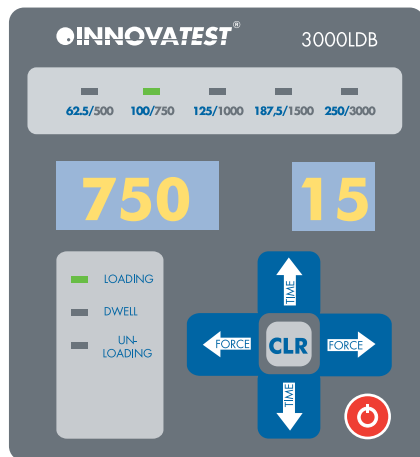 INNOVATEST®
3000LDB
62.5/500 100/750 125/1000 187,5/1500 250/3000
750 15
LOADING
DWELL
UN-
LOADING
TIME
FORCE CLR FORCE
TIME